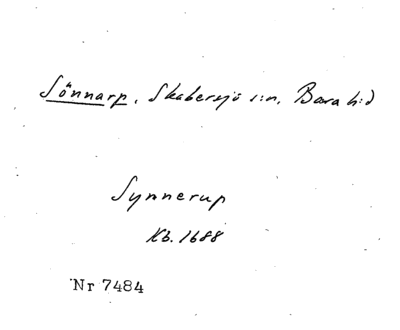 Sönnarp, Skabersjö s:n, Bara h:d
Synnerup
Kb. 1688
Nr 7484